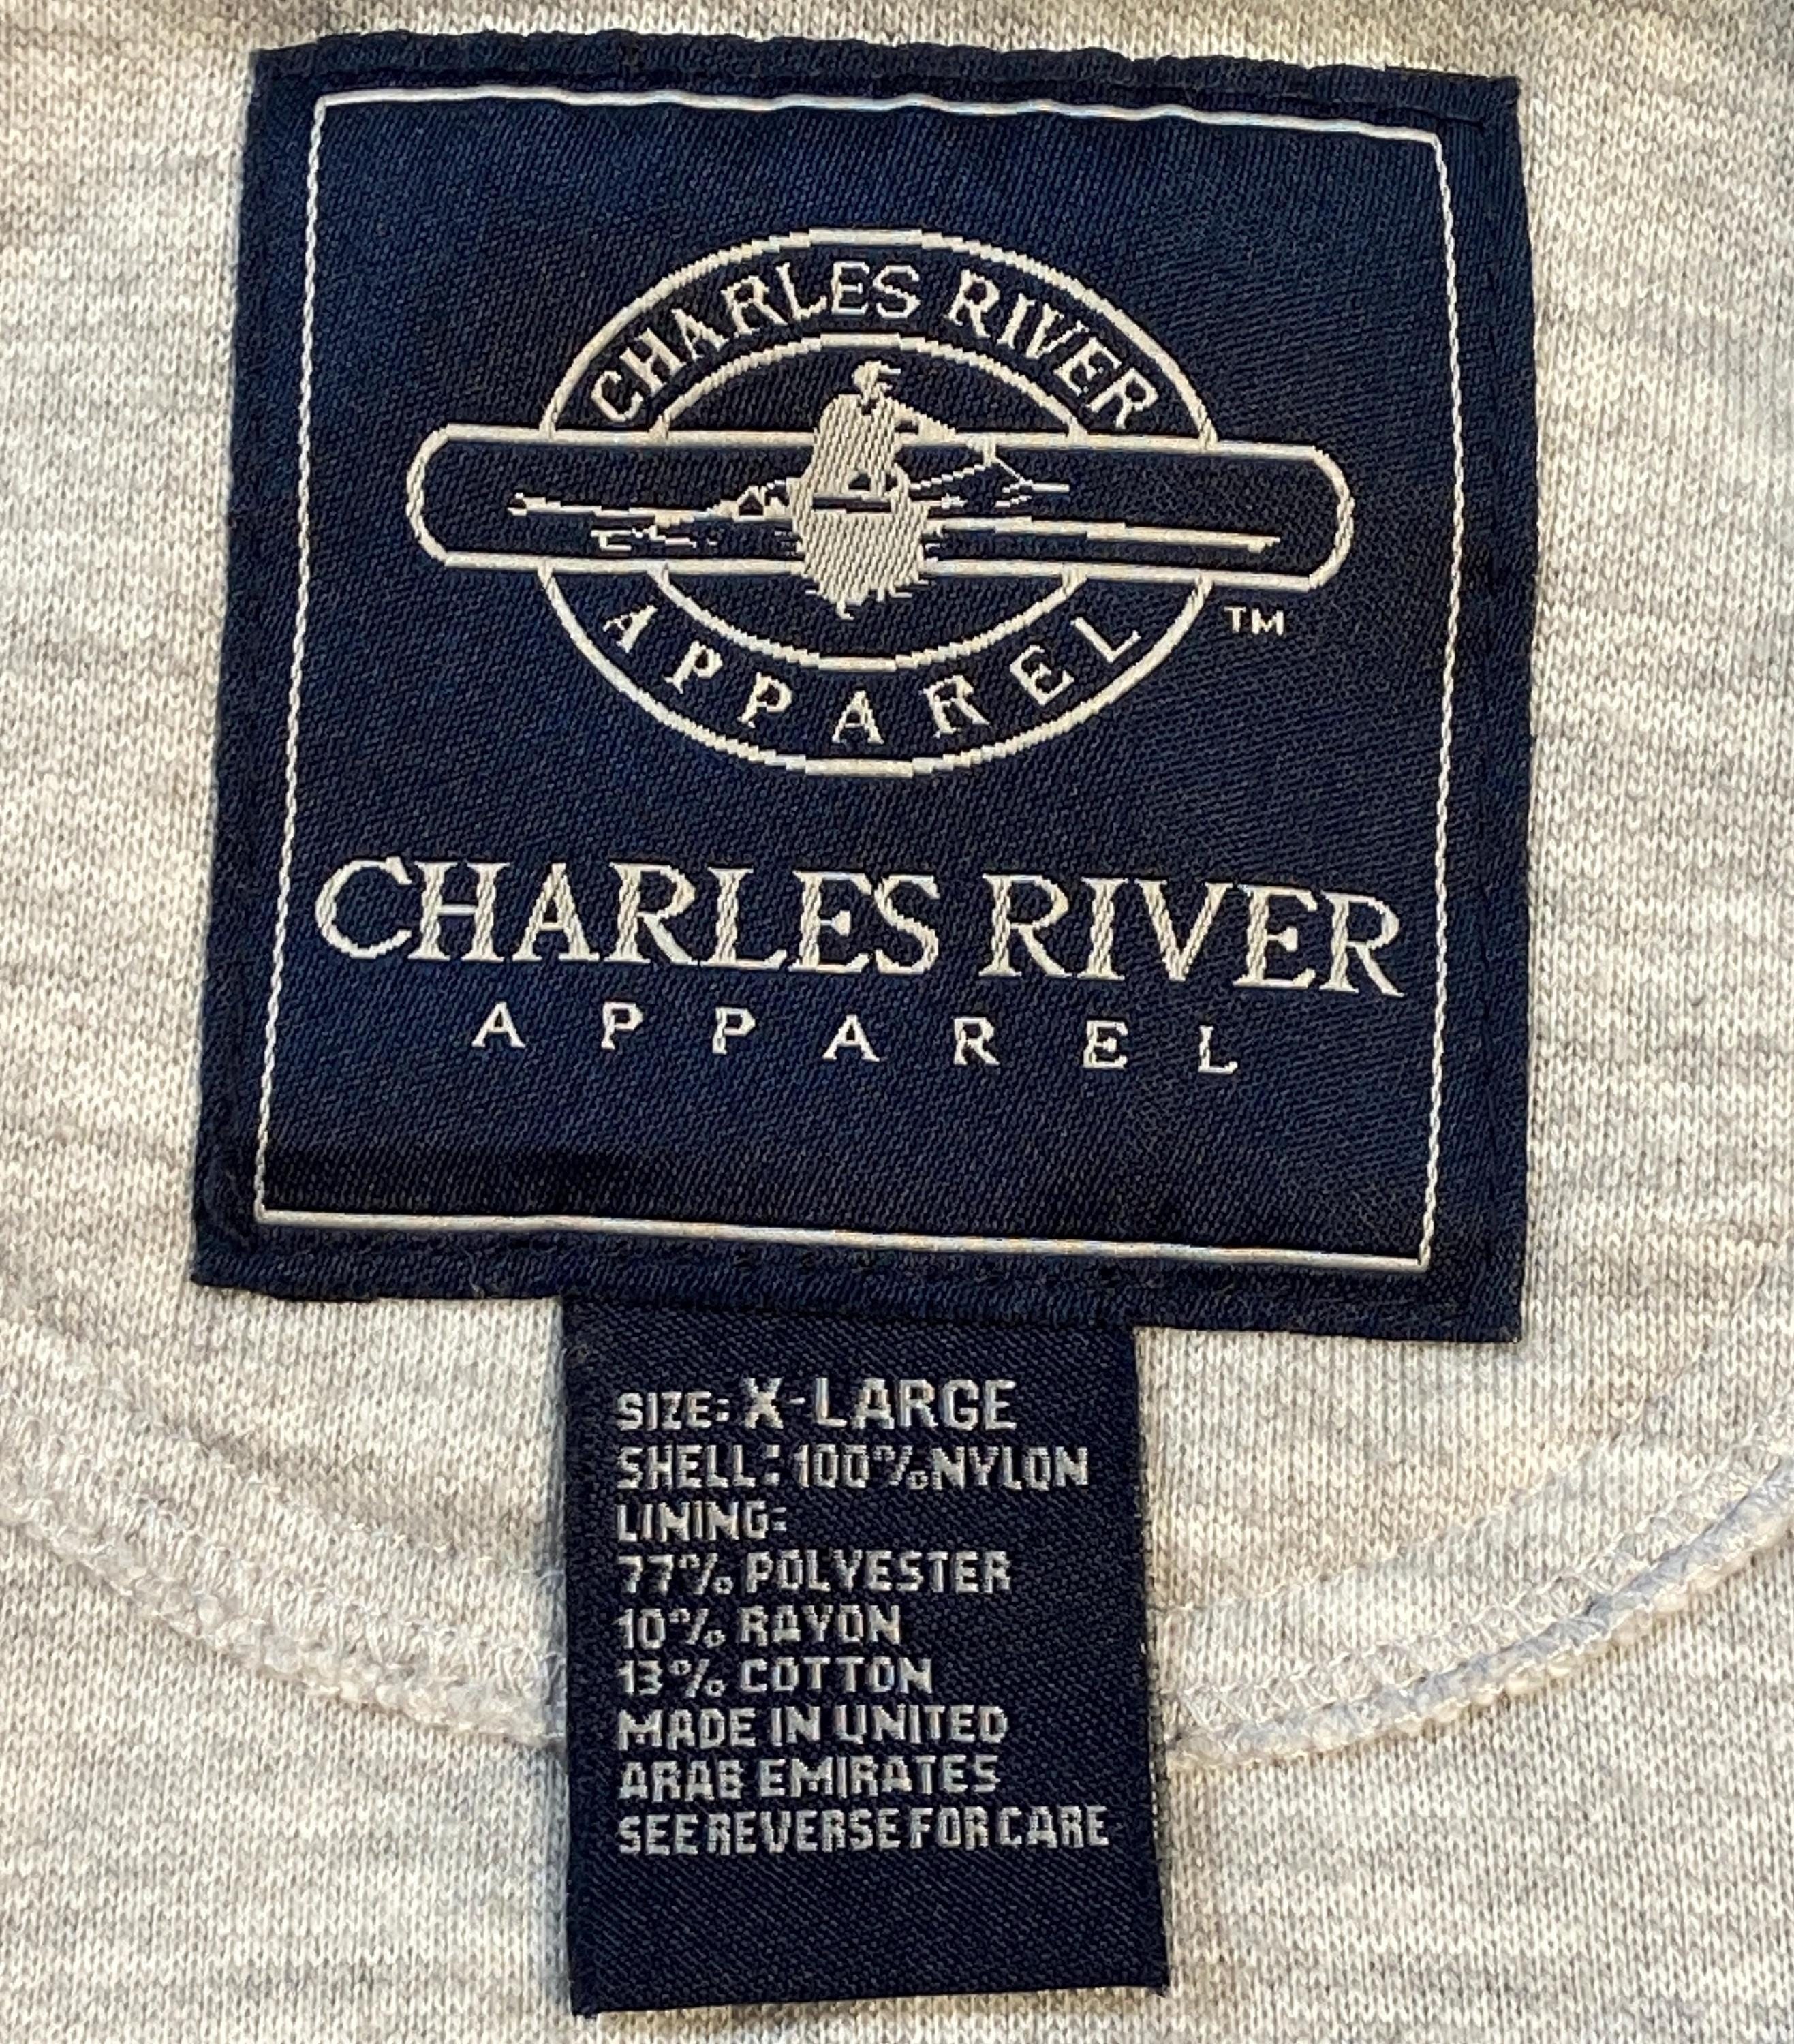 CHARLES RIVER
APPAREL
TM
CHARLES RIVER
APPAREL
SIZE: X-LARGE
SHELL: 100% NYLON
LINING:
77% POLYESTER
10% RAYON
13% COTTON
MADE IN UNITED
ARAB EMIRATES
SEE REVERSE FOR CARE